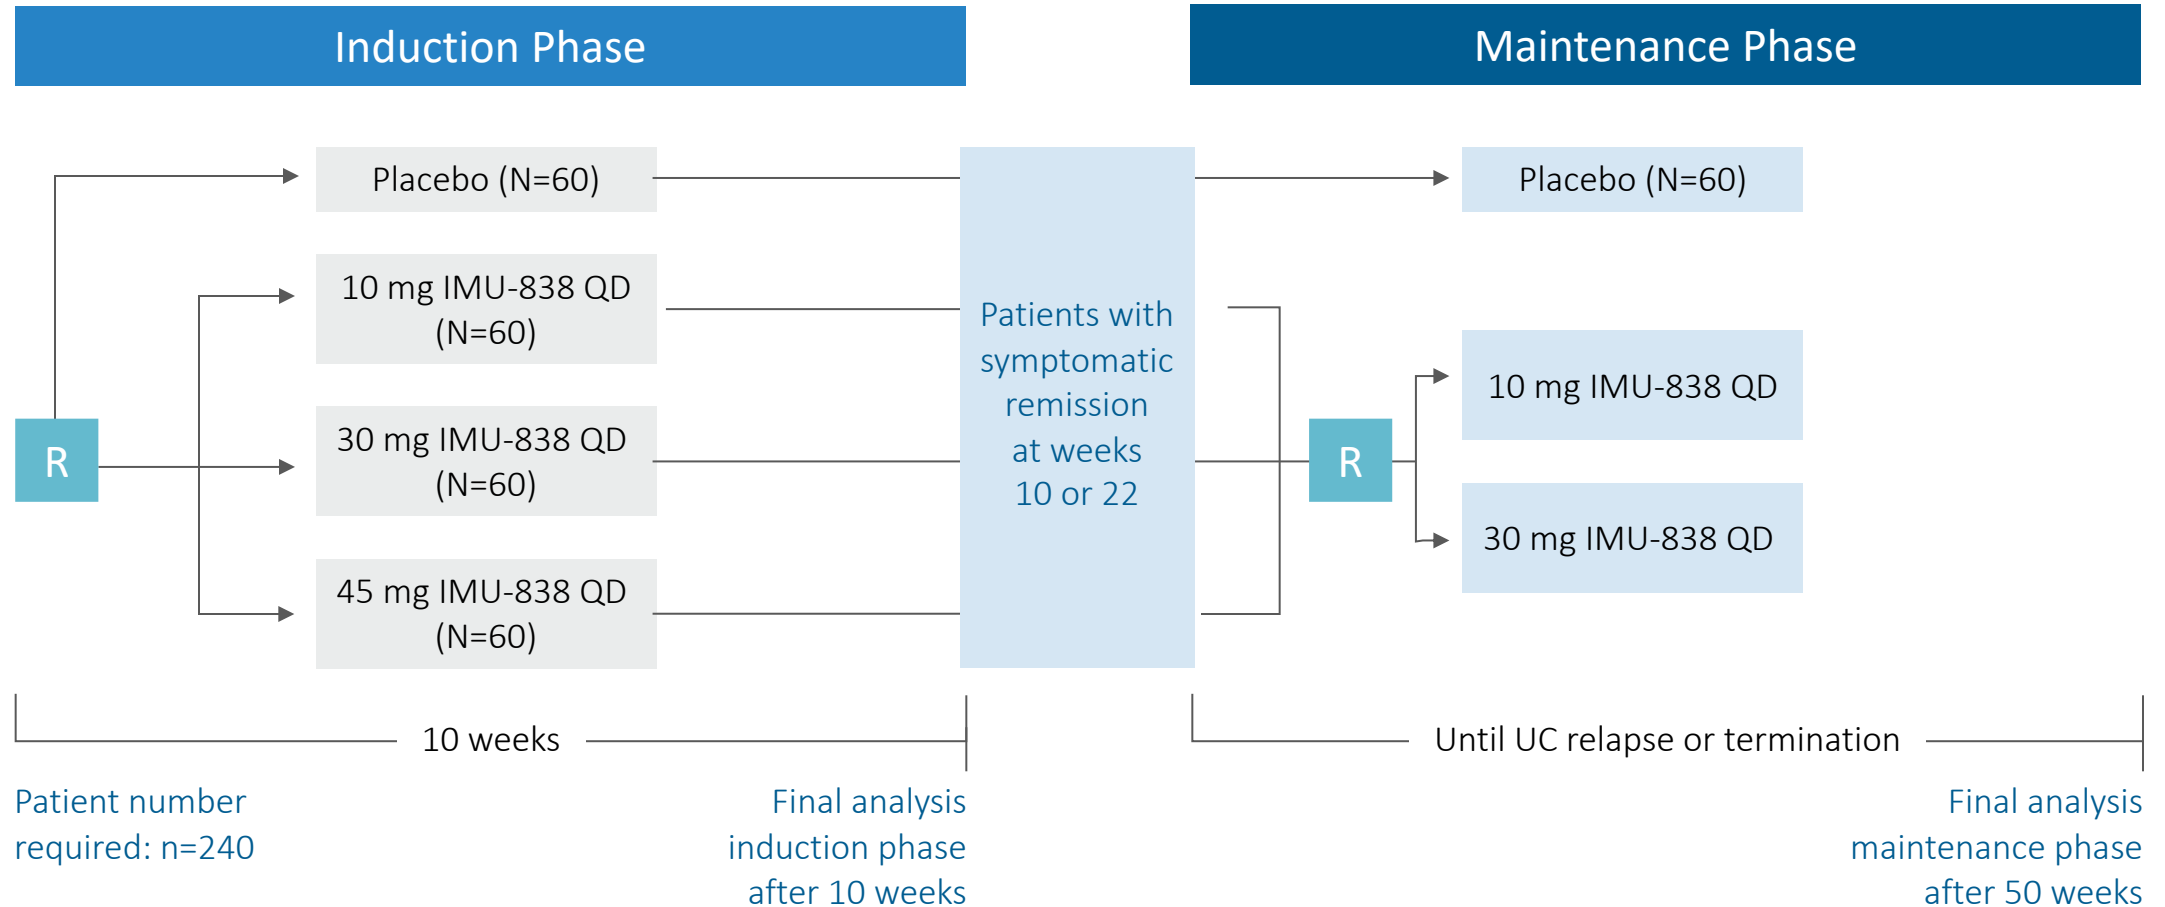 Induction Phase
Maintenance Phase
Placebo (N=60)
10 mg IMU-838 QD
(N=60)
R
30 mg IMU-838 QD
(N=60)
45 mg IMU-838 QD
(N=60)
Patients with
symptomatic
remission
at weeks
10 or 22
Placebo (N=60)
R
10 mg IMU-838 QD
30 mg IMU-838 QD
10 weeks
Until UC relapse or termination
Patient number
required: n=240
Final analysis
induction phase
after 10 weeks
Final analysis
maintenance phase
after 50 weeks